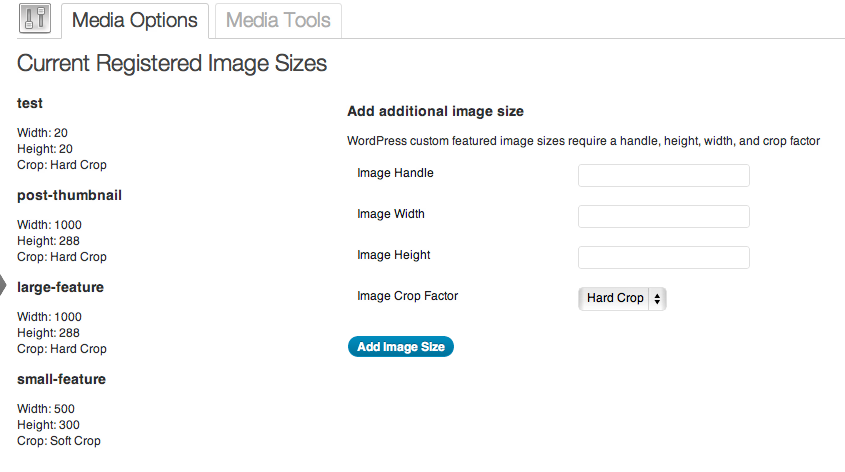 Media Options
Media Tools
Current Registered Image Sizes
test
Width: 20
Height: 20
Crop: Hard Crop
post-thumbnail
Width: 1000
Height: 288
Crop: Hard Crop
large-feature
Width: 1000
Height: 288
Crop: Hard Crop
small-feature
Width: 500
Height: 300
Crop: Soft Crop
Add additional image size
WordPress custom featured image sizes require a handle, height, width, and crop factor
Image Handle
Image Width
Image Height
Image Crop Factor
Hard Crop
Add Image Size